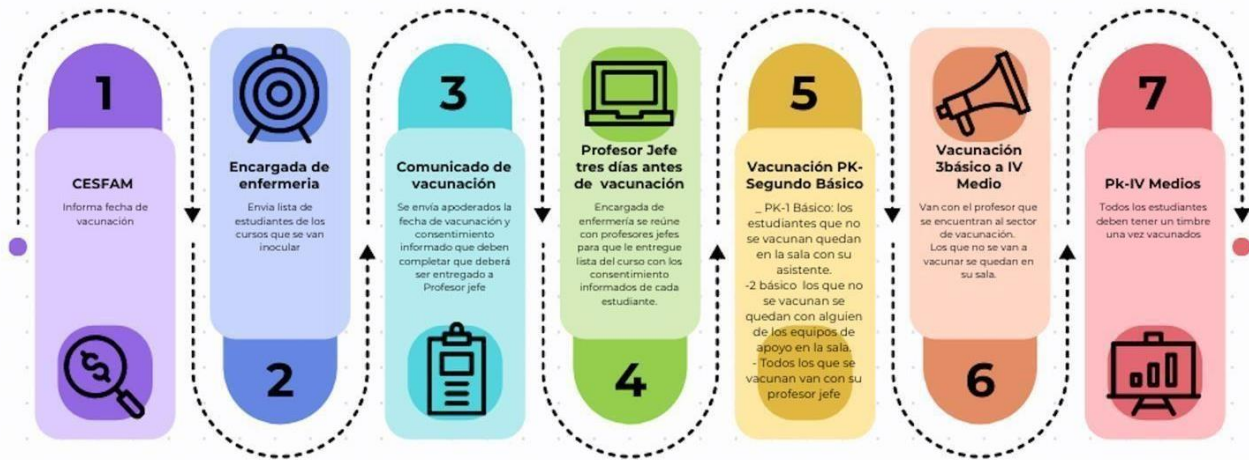 1
CESFAM
Informa fecha de
vacunación
Encargada de
enfermeria
Envia lista de
estudiantes de los
cursos que se van
inocular
2
3
Comunicado de
vacunación
Se envía apoderados la
fecha de vacunación y
consentimiento
informado que deben
completar que deberá
ser entregado a
Profesor jefe
Profesor Jefe
tres días antes
de vacunación
Encargada de
enfermería se reúne
con profesores jefes
para que le entregue
lista del curso con los
consentimiento
informados de cada
estudiante.
4
5
Vacunación PK-
Segundo Básico
_ PK-1 Básico: los
estudiantes que no
se vacunan quedan
en la sala con su
asistente.
-2 básico los que no
se vacunan se
quedan con alguien
de los equipos de
apoyo en la sala.
- Todos los que se
vacunan van con su
profesor jefe
Vacunación
3básico a IV
Medio
Van con el profesor que
se encuentran al sector
de vacunación.
Los que no se van a
vacunar se quedan en
su sala.
6
7
Pk-IV Medios
Todos los estudiantes
deben tener un timbre
una vez vacunados